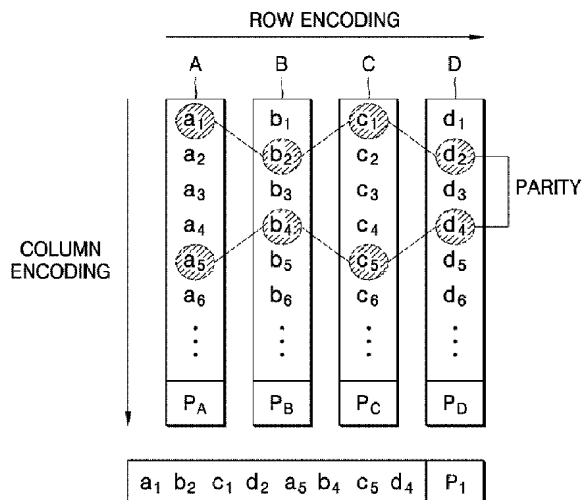 ROW ENCODING
A B C D
a1 b1 c1 d1
a2 b2 c2 d2
a3 b3 c3 d3
PARITY
a4 b4 c4 d4
COLUMN ENCODING
a5 b5 c5 d5
a6 b6 c6 d6
PA PB PC PD
a1 b2 c1 d2 a5 b4 c5 d4 P1